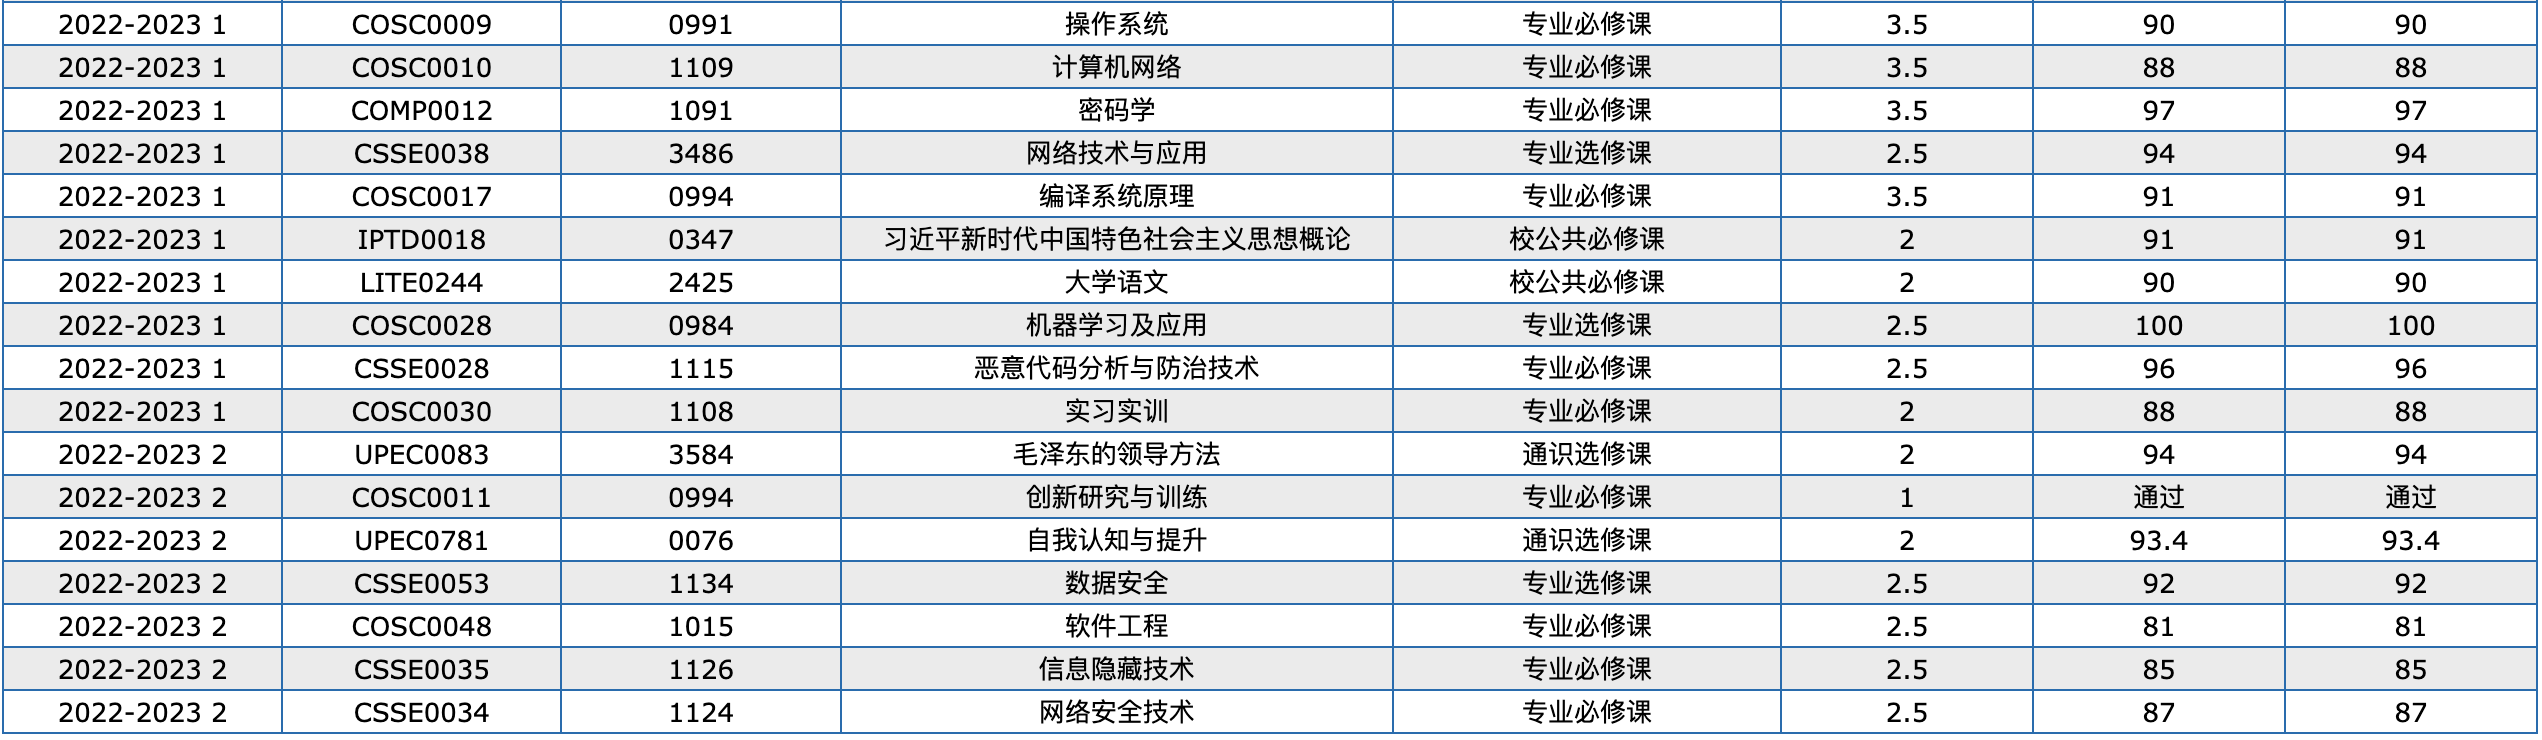 2022-2023 1 COSC0009 0991 操作系统 专业必修课 3.5 90 90
2022-2023 1 COSC0010 1109 计算机网络 专业必修课 3.5 88 88
2022-2023 1 COMP0012 1091 密码学 专业必修课 3.5 97 97
2022-2023 1 CSSE0038 3486 网络技术与应用 专业选修课 2.5 94 94
2022-2023 1 COSC0017 0994 编译系统原理 专业必修课 3.5 91 91
2022-2023 1 IPTD0018 0347 习近平新时代中国特色社会主义思想概论 校公共必修课 2 91 91
2022-2023 1 LITE0244 2425 大学语文 校公共必修课 2 90 90
2022-2023 1 COSC0028 0984 机器学习及应用 专业选修课 2.5 100 100
2022-2023 1 CSSE0028 1115 恶意代码分析与防治技术 专业必修课 2.5 96 96
2022-2023 1 COSC0030 1108 实习实训 专业必修课 2 88 88
2022-2023 2 UPEC0083 3584 毛泽东的领导方法 通识选修课 2 94 94
2022-2023 2 COSC0011 0994 创新研究与训练 专业必修课 1 通过 通过
2022-2023 2 UPEC0781 0076 自我认知与提升 通识选修课 2 93.4 93.4
2022-2023 2 CSSE0053 1134 数据安全 专业选修课 2.5 92 92
2022-2023 2 COSC0048 1015 软件工程 专业必修课 2.5 81 81
2022-2023 2 CSSE0035 1126 信息隐藏技术 专业必修课 2.5 85 85
2022-2023 2 CSSE0034 1124 网络安全技术 专业必修课 2.5 87 87